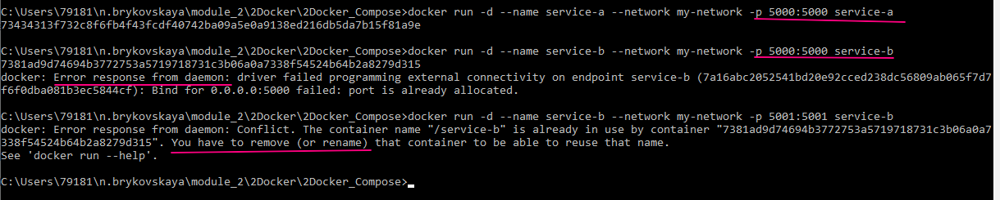 C:\Users\79181\n.brykovskaya\module_2\2Docker\2Docker_Compose>docker run -d --name service-a --network my-network -p 5000:5000 service-a
73434313f732c8f6fb4f43fcdf40742ba09a5e0a9138ed216db5da7b15f81a9e
C:\Users\79181\n.brykovskaya\module_2\2Docker\2Docker_Compose>docker run -d --name service-b --network my-network -p 5000:5000 service-b
7381ad9d74694b3772753a5719718731c3b06a0a7338f54524b64b2a8279d315
docker: Error response from daemon: driver failed programming external connectivity on endpoint service-b (7a16abc2052541bd20e92cced238dc56809ab065f7d7
f6f0dba081b3ec5844cf): Bind for 0.0.0.0:5000 failed: port is already allocated.
C:\Users\79181\n.brykovskaya\module_2\2Docker\2Docker_Compose>docker run -d --name service-b --network my-network -p 5001:5001 service-b
docker: Error response from daemon: Conflict. The container name "/service-b" is already in use by container "7381ad9d74694b3772753a5719718731c3b06a0a7
338f54524b64b2a8279d315". You have to remove (or rename) that container to be able to reuse that name.
See 'docker run --help'.
C:\Users\79181\n.brykovskaya\module_2\2Docker\2Docker_Compose>